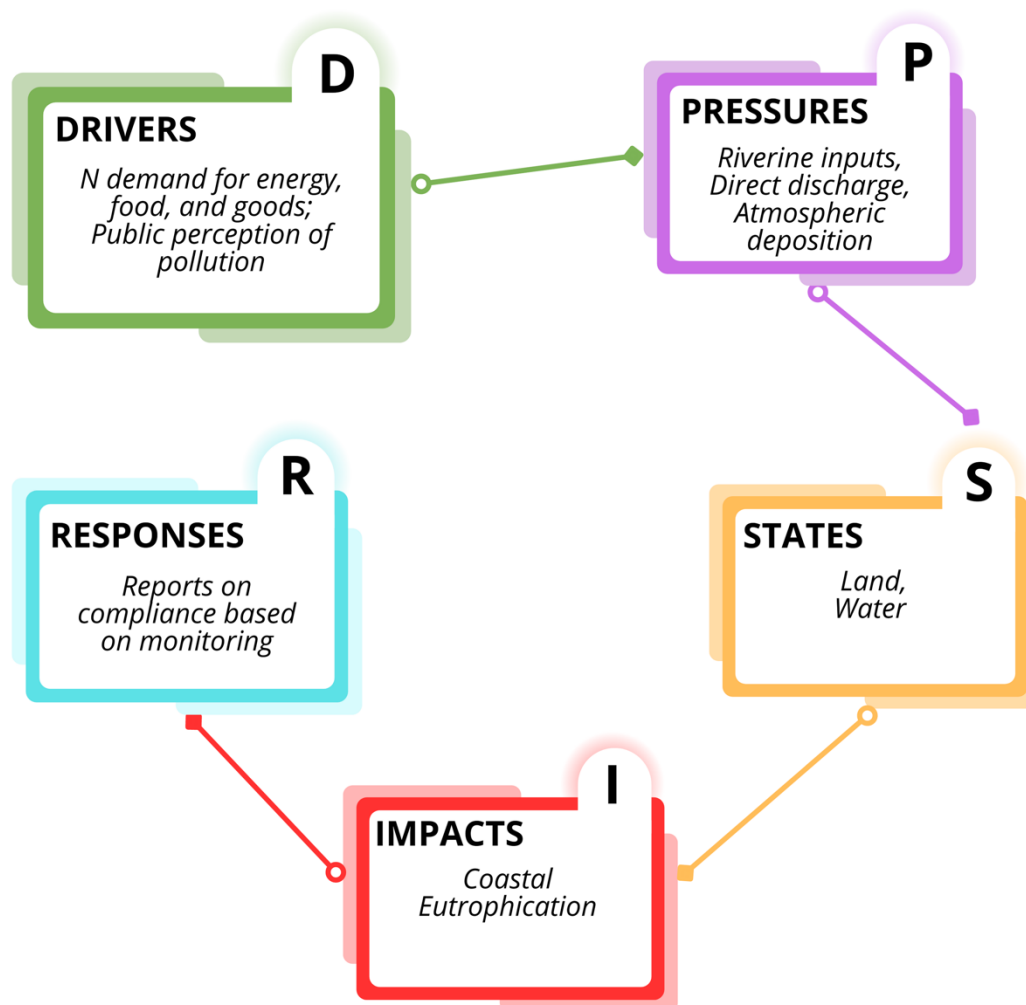 D
DRIVERS
N demand for energy,
food, and goods;
Public perception of
pollution
P
PRESSURES
Riverine inputs,
Direct discharge,
Atmospheric
deposition
S
STATES
Land,
Water
I
IMPACTS
Coastal
Eutrophication
R
RESPONSES
Reports on
compliance based
on monitoring